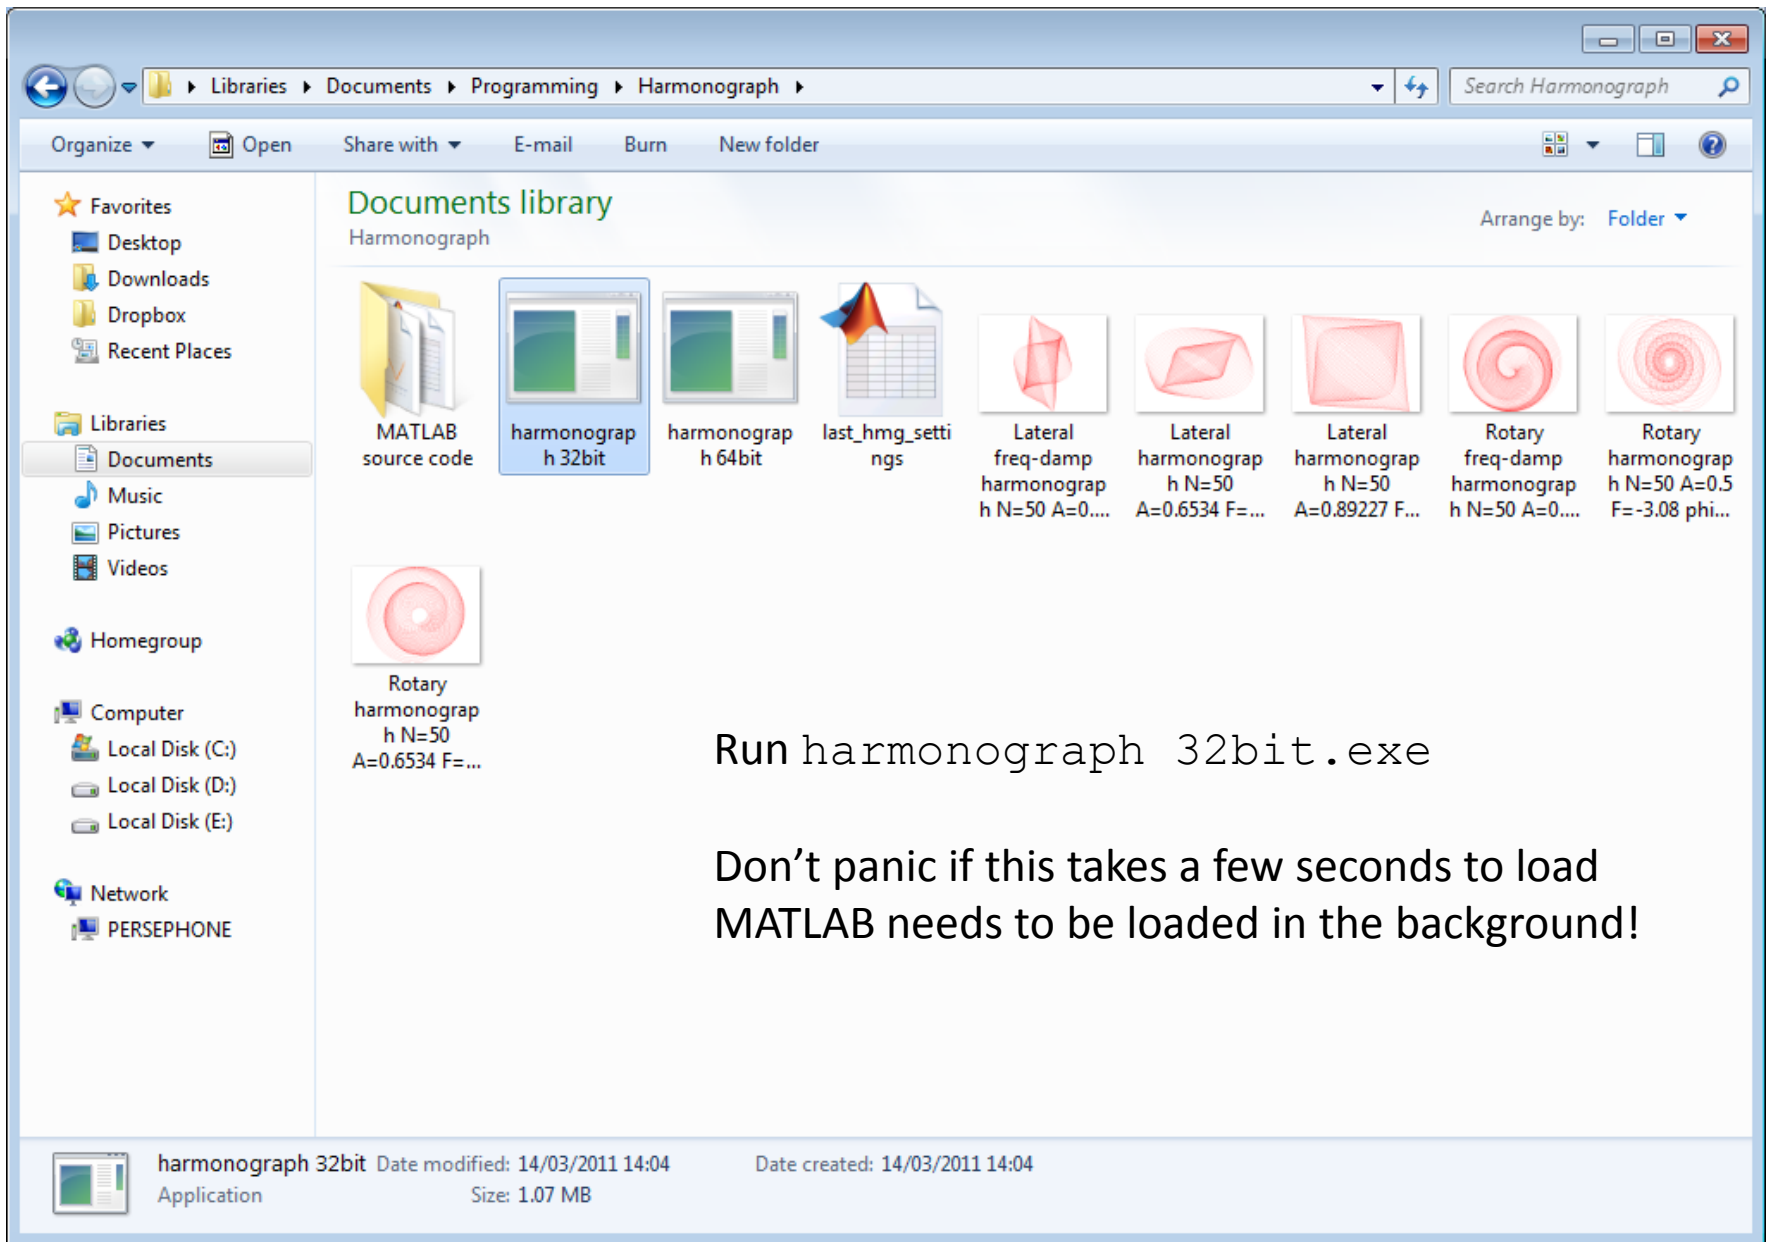 Libraries Documents Programming Harmonograph
Search Harmonograph
Organize Open Share with E-mail Burn New folder
Favorites
Desktop
Downloads
Dropbox
Recent Places
Libraries
Documents
Music
Pictures
Videos
Homegroup
Computer
Local Disk (C:)
Local Disk (D:)
Local Disk (E:)
Network
PERSEPHONE
Documents library
Harmonograph
Arrange by: Folder
MATLAB
source code
harmonograp
h 32bit
harmonograp
h 64bit
last_hmg_setti
ngs
Lateral
freq-damp
harmonograp
h N=50 A=0....
Lateral
harmonograp
h N=50
A=0.6534 F=...
Lateral
harmonograp
h N=50
A=0.89227 F...
Rotary
freq-damp
harmonograp
h N=50 A=0....
Rotary
harmonograp
h N=50 A=0.5
F=-3.08 phi...
Rotary
harmonograp
h N=50
A=0.6534 F=...
Run harmonograph 32bit.exe
Don’t panic if this takes a few seconds to load
MATLAB needs to be loaded in the background!
harmonograph 32bit Date modified: 14/03/2011 14:04 Date created: 14/03/2011 14:04
Application Size: 1.07 MB